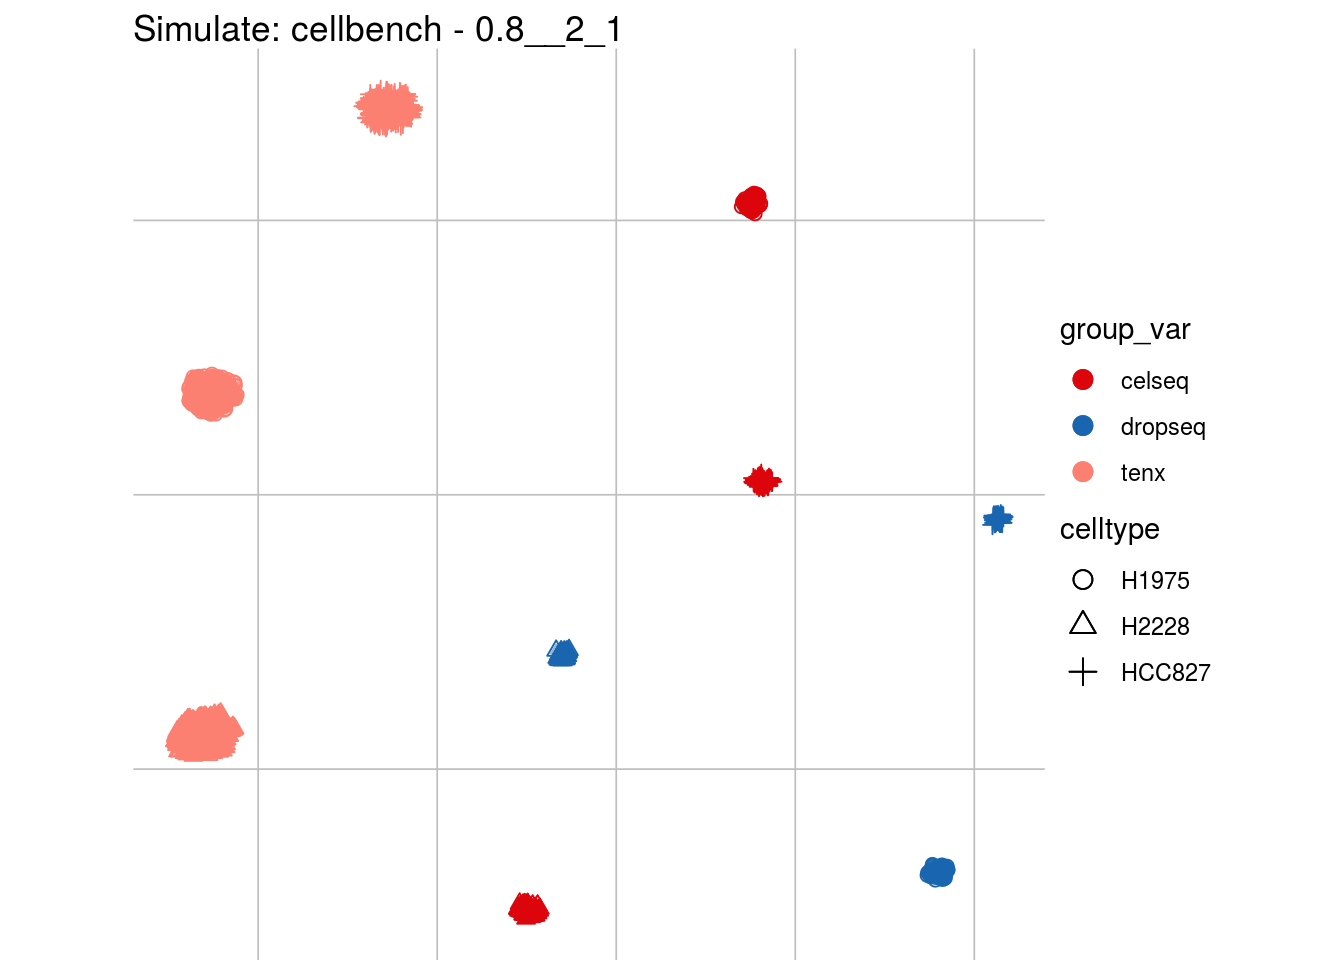 Simulate: cellbench - 0.8__2_1
group_var
celseq
dropseq
tenx
celltype
H1975
H2228
HCC827